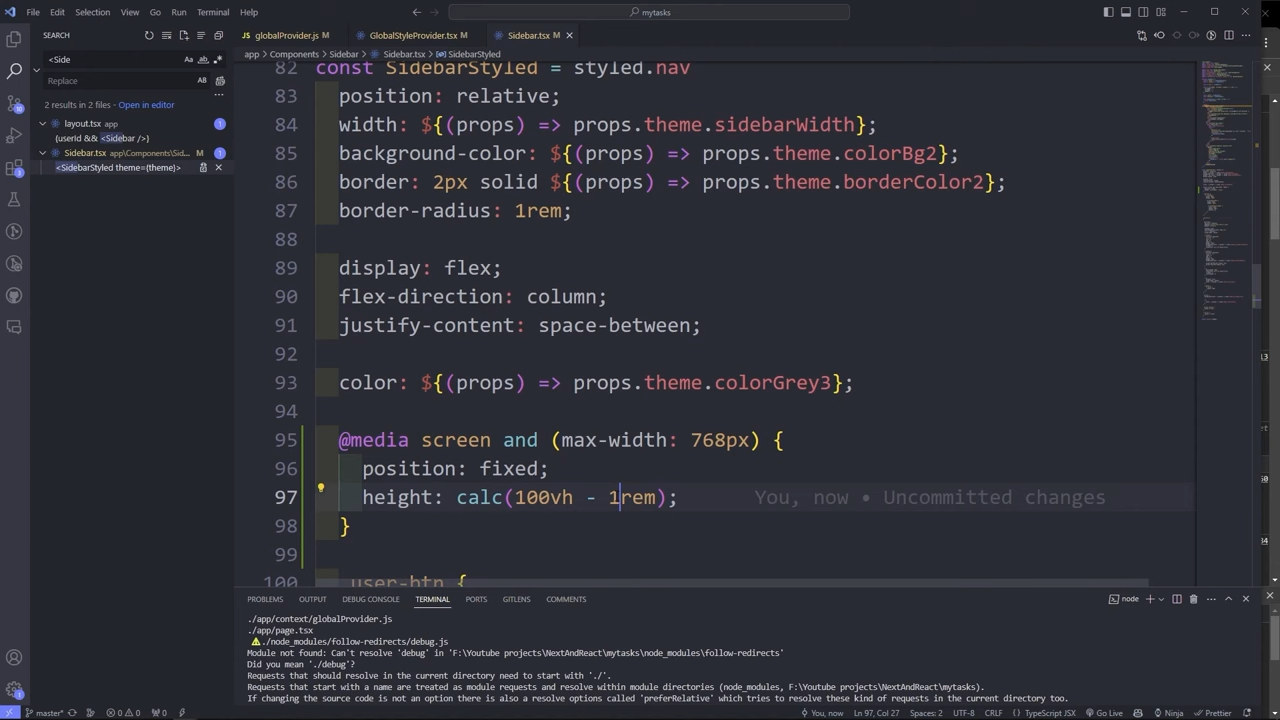 File Edit Selection View Go Run Terminal Help
mytasks
SEARCH
<Side
Aa ab .*
Replace
AB
2 results in 2 files - Open in editor
layout.tsx app 1
{userId && <Sidebar />}
Sidebar.tsx app\Components\Sid... M 1
<SidebarStyled theme={theme}>
globalProvider.js M
GlobalStyleProvider.tsx M
Sidebar.tsx M
app > Components > Sidebar > Sidebar.tsx > SidebarStyled
82 const SidebarStyled = styled.nav
83 position: relative;
84 width: ${(props) => props.theme.sidebarWidth};
85 background-color: ${(props) => props.theme.colorBg2};
86 border: 2px solid ${(props) => props.theme.borderColor2};
87 border-radius: 1rem;
88
89 display: flex;
90 flex-direction: column;
91 justify-content: space-between;
92
93 color: ${(props) => props.theme.colorGrey3};
94
95 @media screen and (max-width: 768px) {
96 position: fixed;
97 height: calc(100vh - 1rem); You, now • Uncommitted changes
98 }
99
100 .user-btn {
PROBLEMS OUTPUT DEBUG CONSOLE TERMINAL PORTS GITLENS COMMENTS
node
./app/context/globalProvider.js
./app/page.tsx
./node_modules/follow-redirects/debug.js
Module not found: Can't resolve 'debug' in 'F:\Youtube projects\NextAndReact\mytasks\node_modules\follow-redirects'
Did you mean './debug'?
Requests that should resolve in the current directory need to start with './'.
Requests that start with a name are treated as module requests and resolve within module directories (node_modules, F:\Youtube projects\NextAndReact\mytasks).
If changing the source code is not an option there is also a resolve options called 'preferRelative' which tries to resolve these kind of requests in the current directory too.
main* 0 0 0 You, now Ln 97, Col 27 Spaces: 2 UTF-8 CRLF {} TypeScript JSX Go Live Ninja Prettier